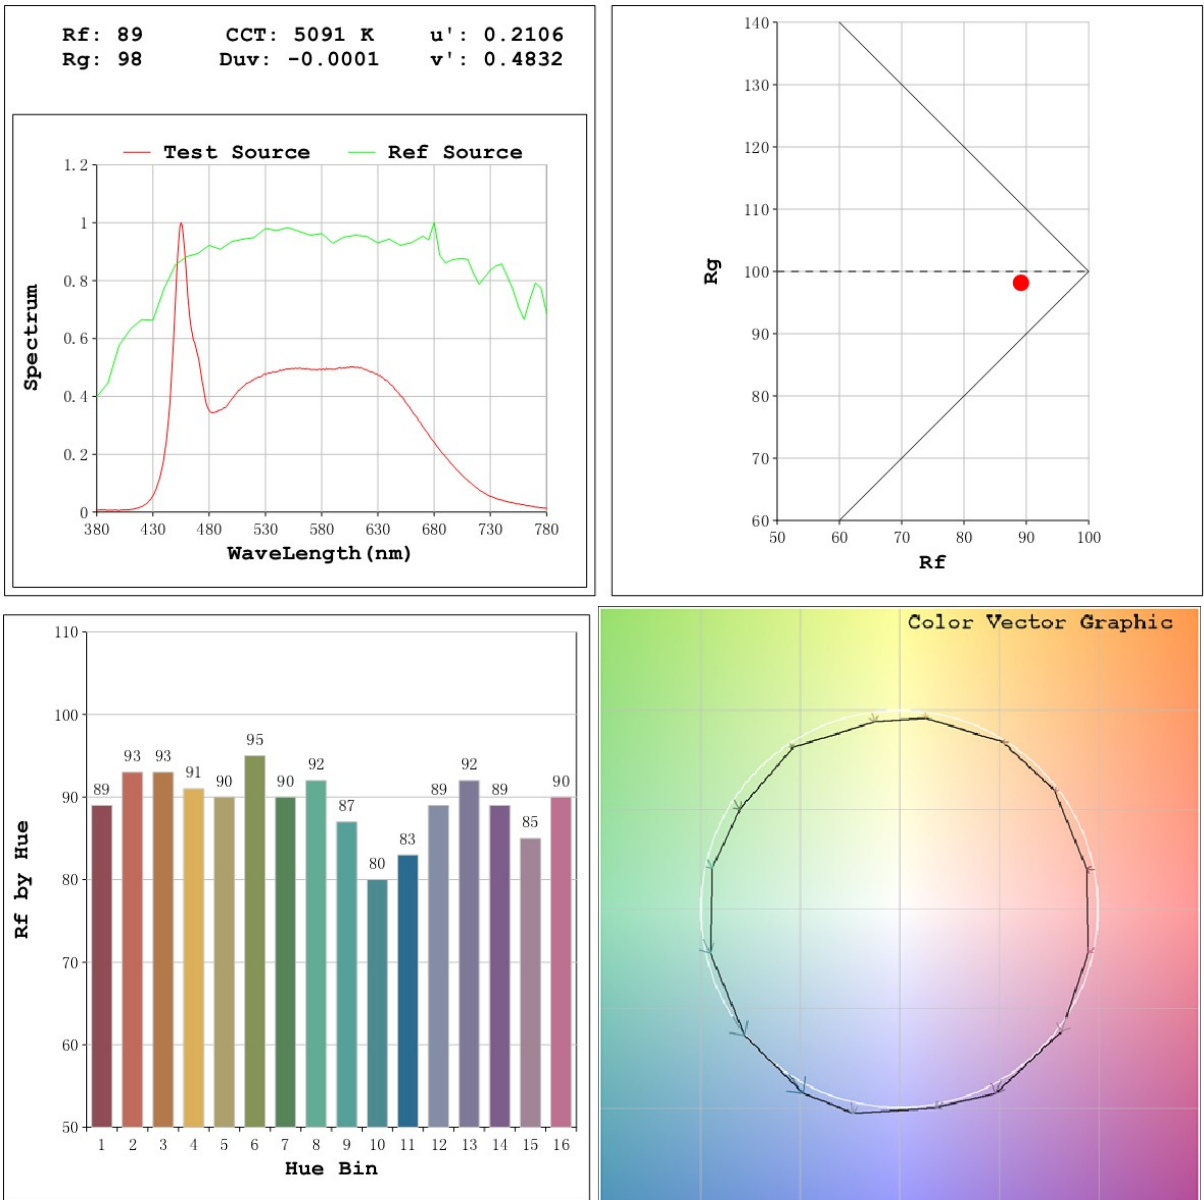 Rf: 89 CCT: 5091 K u': 0.2106
Rg: 98 Duv: -0.0001 v': 0.4832
Test Source Ref Source
Spectrum
1.2
1
0.8
0.6
0.4
0.2
0
380 430 480 530 580 630 680 730 780
WaveLength(nm)
Rg
140
130
120
110
100
90
80
70
60
50 60 70 80 90 100
Rf
Rf by Hue
110
100
90
80
70
60
50
89 93 93 91 90 95 90 92 87 80 83 89 92 89 85 90
1 2 3 4 5 6 7 8 9 10 11 12 13 14 15 16
Hue Bin
Color Vector Graphic